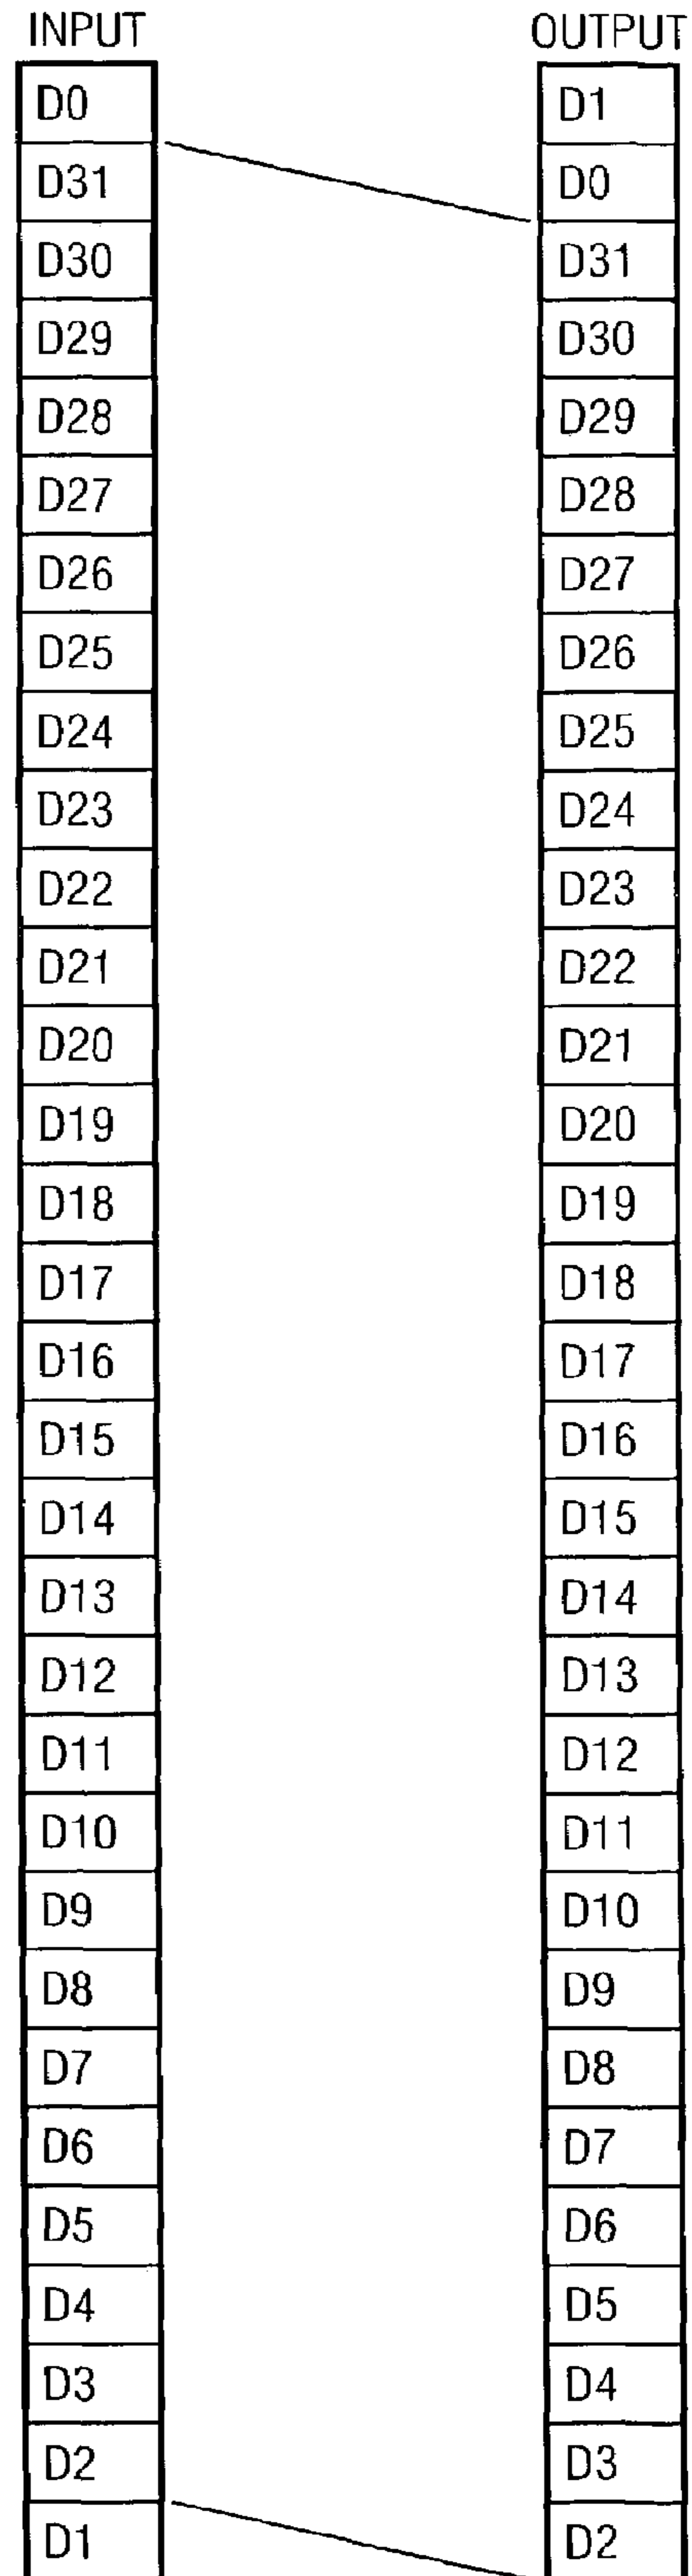 INPUT OUTPUT
D0 D1
D31 D0
D30 D31
D29 D30
D28 D29
D27 D28
D26 D27
D25 D26
D24 D25
D23 D24
D22 D23
D21 D22
D20 D21
D19 D20
D18 D19
D17 D18
D16 D17
D15 D16
D14 D15
D13 D14
D12 D13
D11 D12
D10 D11
D9 D10
D8 D9
D7 D8
D6 D7
D5 D6
D4 D5
D3 D4
D2 D3
D1 D2